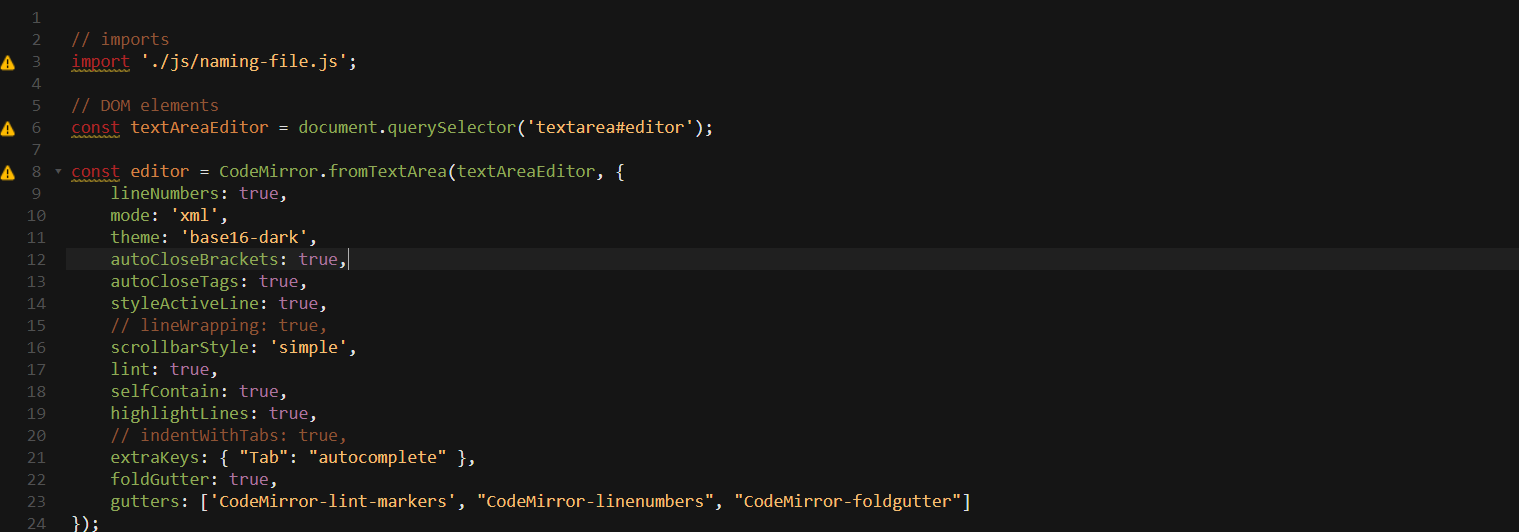 1
2 // imports
3 import './js/naming-file.js';
4
5 // DOM elements
6 const textAreaEditor = document.querySelector('textarea#editor');
7
8 const editor = CodeMirror.fromTextArea(textAreaEditor, {
9 lineNumbers: true,
10 mode: 'xml',
11 theme: 'base16-dark',
12 autoCloseBrackets: true,
13 autoCloseTags: true,
14 styleActiveLine: true,
15 // lineWrapping: true,
16 scrollbarStyle: 'simple',
17 lint: true,
18 selfContain: true,
19 highlightLines: true,
20 // indentWithTabs: true,
21 extraKeys: { "Tab": "autocomplete" },
22 foldGutter: true,
23 gutters: ['CodeMirror-lint-markers', "CodeMirror-linenumbers", "CodeMirror-foldgutter"]
24 });